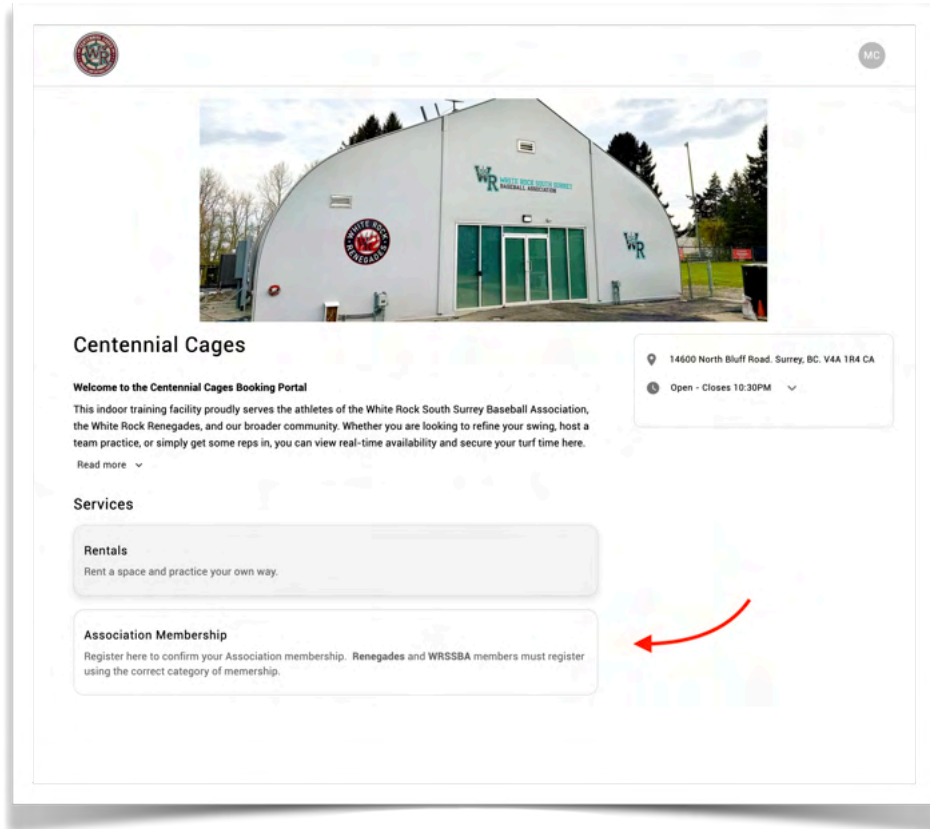 WR
MC
WR WHITE ROCK SOUTH SURREY
BASEBALL ASSOCIATION
WHITE ROCK
WR
RENEGADES
WR
Centennial Cages
14600 North Bluff Road. Surrey, BC. V4A 1R4 CA
Open - Closes 10:30PM
Welcome to the Centennial Cages Booking Portal
This indoor training facility proudly serves the athletes of the White Rock South Surrey Baseball Association,
the White Rock Renegades, and our broader community. Whether you are looking to refine your swing, host a
team practice, or simply get some reps in, you can view real-time availability and secure your turf time here.
Read more
Services
Rentals
Rent a space and practice your own way.
Association Membership
Register here to confirm your Association membership. Renegades and WRSSBA members must register
using the correct category of memership.